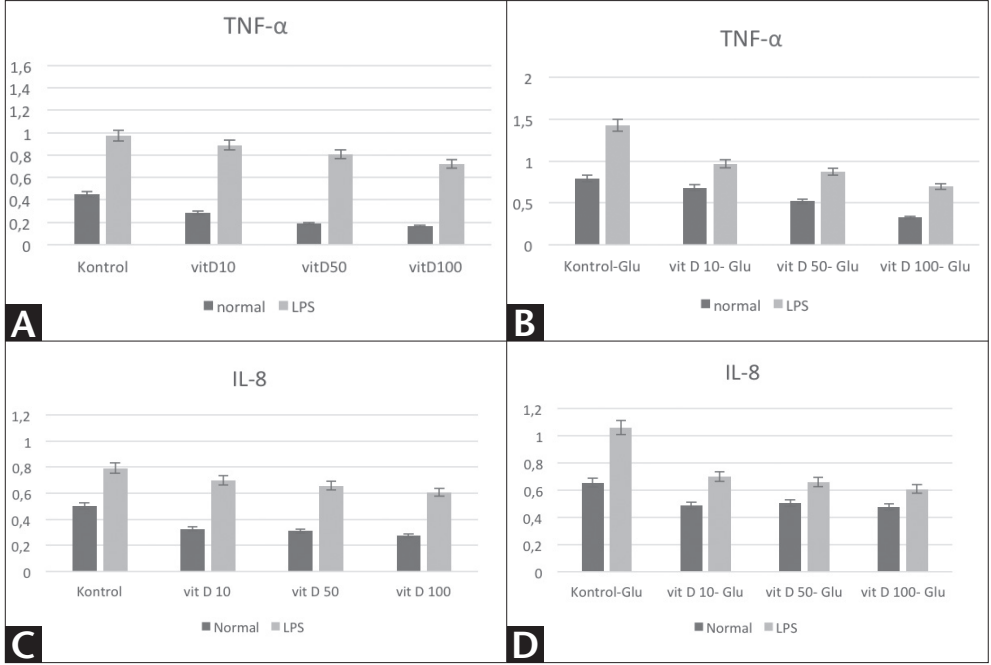 TNF-α
1,6
1,4
1,2
1
0,8
0,6
0,4
0,2
0
Kontrol vitD10 vitD50 vitD100
normal LPS
A
TNF-α
2
1,5
1
0,5
0
Kontrol-Glu vit D 10- Glu vit D 50- Glu vit D 100- Glu
normal LPS
B
IL-8
1,2
1
0,8
0,6
0,4
0,2
0
Kontrol vit D 10 vit D 50 vit D 100
Normal LPS
C
IL-8
1,2
1
0,8
0,6
0,4
0,2
0
Kontrol-Glu vit D 10- Glu vit D 50- Glu vit D 100- Glu
Normal LPS
D